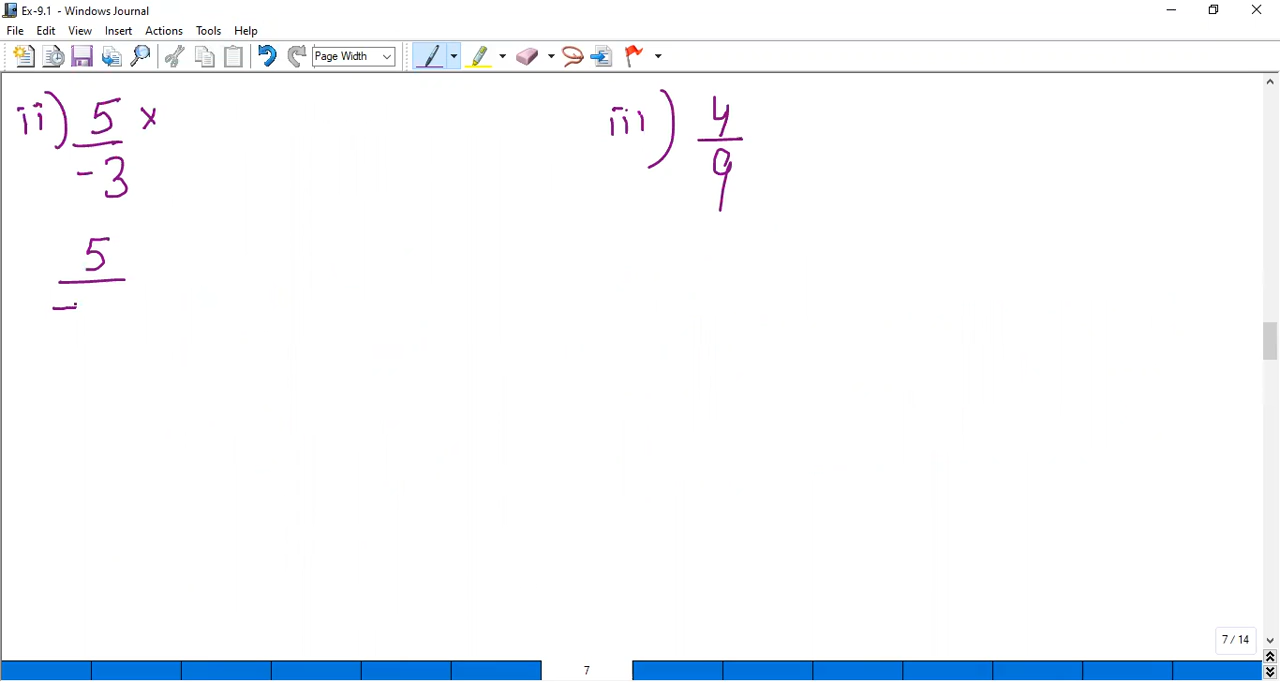 Ex-9.1 - Windows Journal
File Edit View Insert Actions Tools Help
Page Width
ii) 5/-3 ×
5/-
iii) 4/9
7 / 14
7